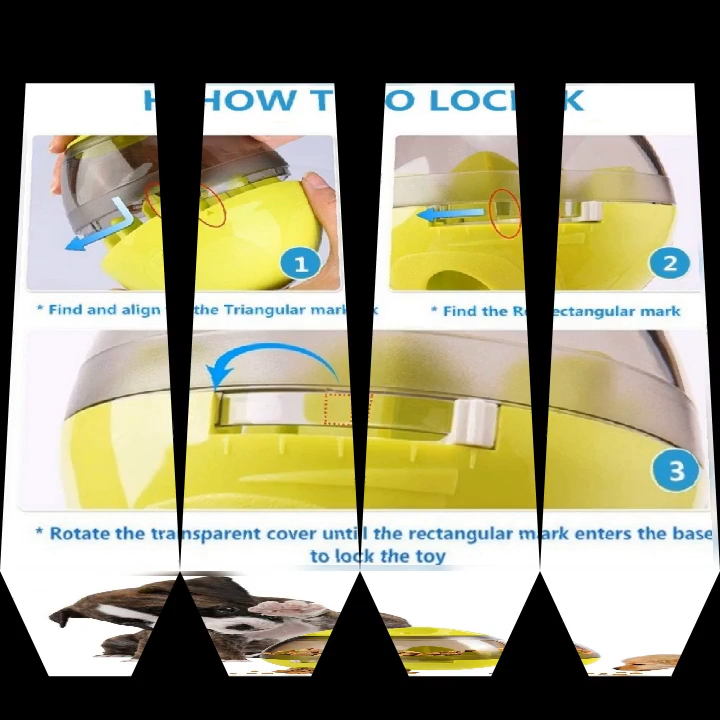 HOW TO LOCK
1
2
* Find and align the Triangular mark
* Find the Rectangular mark
3
* Rotate the transparent cover until the rectangular mark enters the base
to lock the toy